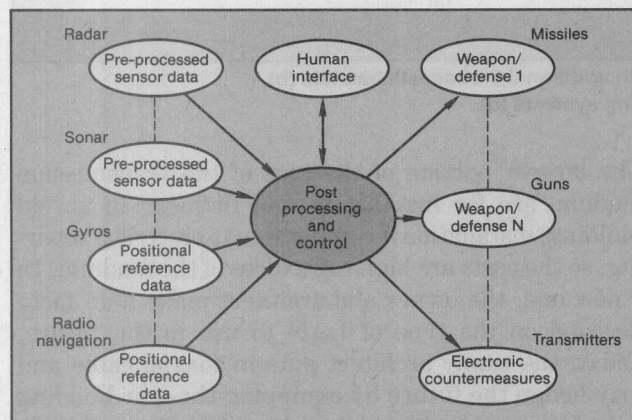 Radar
Pre-processed
sensor data
Sonar
Pre-processed
sensor data
Gyros
Positional
reference
data
Radio
navigation
Positional
reference
data
Human
interface
Post
processing
and
control
Missiles
Weapon/
defense 1
Guns
Weapon/
defense N
Transmitters
Electronic
countermeasures